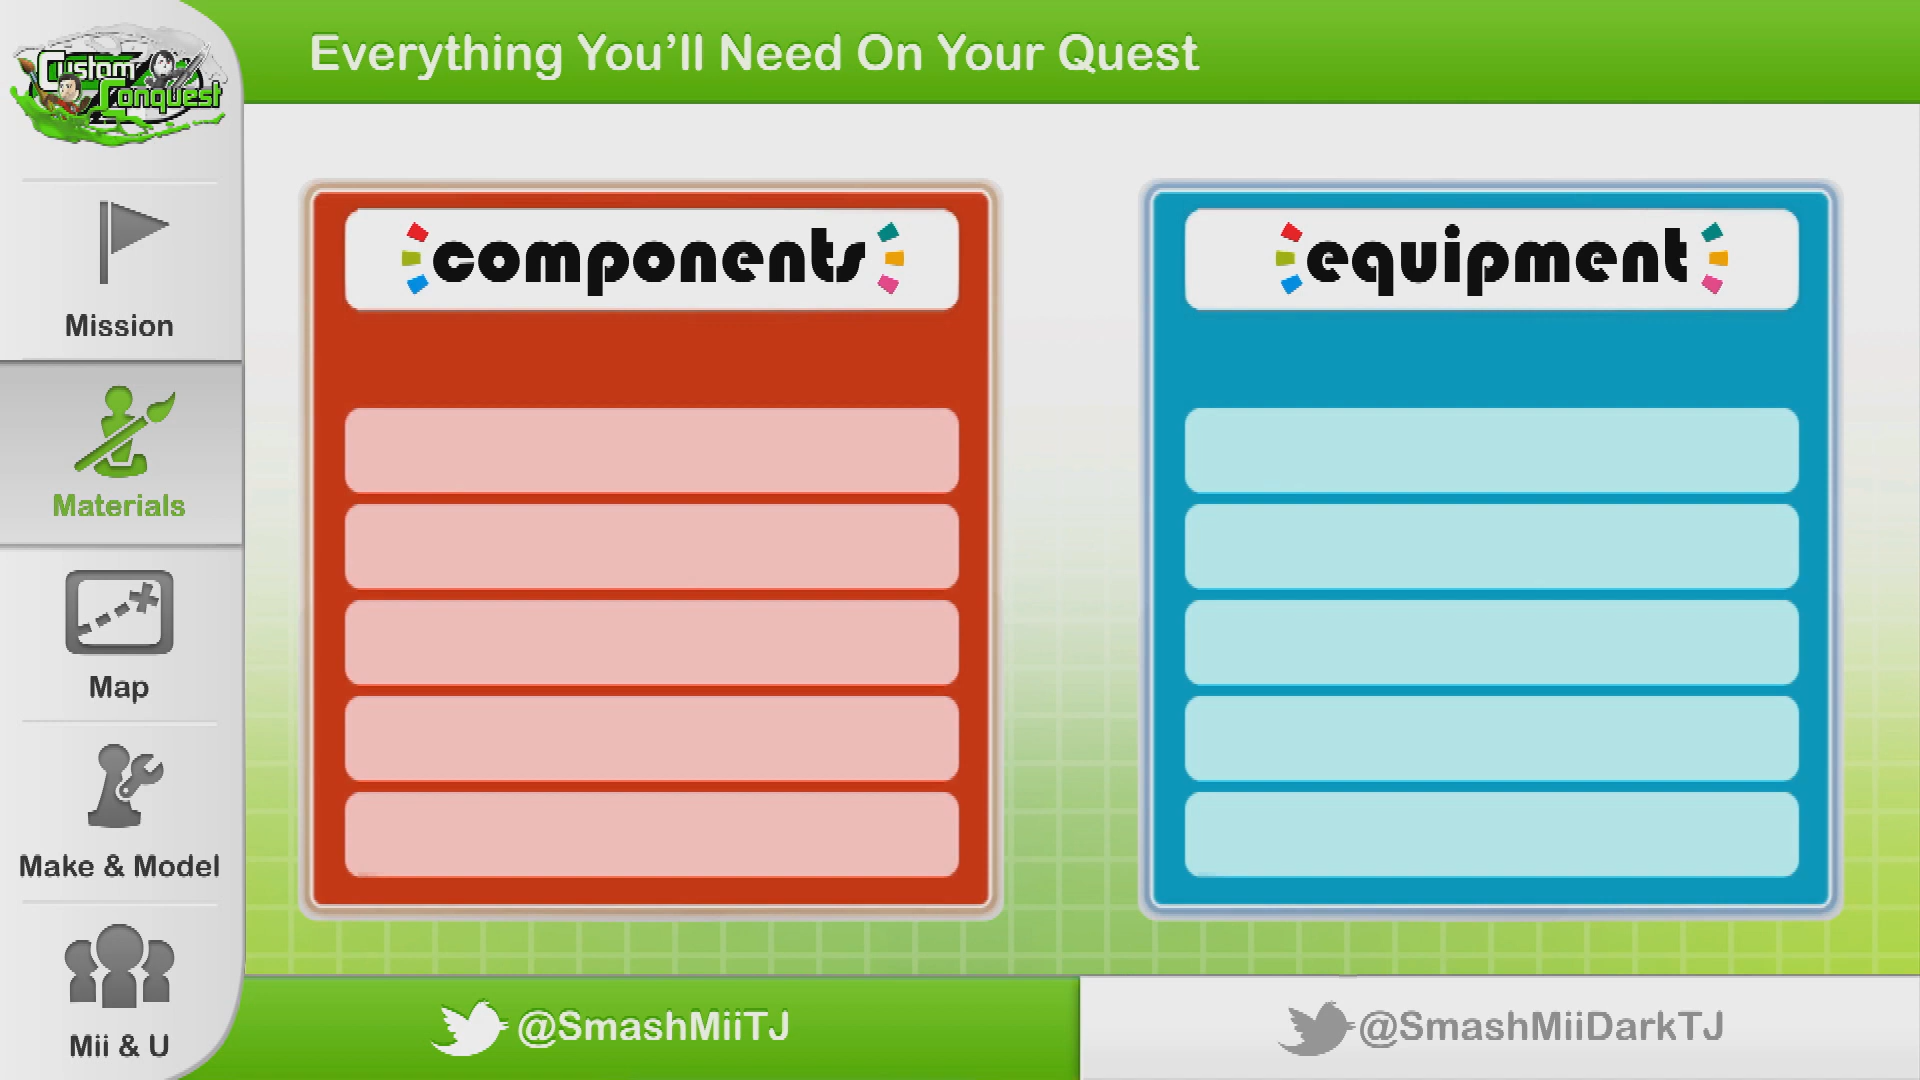 Custom
Conquest
Everything You'll Need On Your Quest
Mission
Materials
Map
Make & Model
Mii & U
components
equipment
@SmashMiiTJ
@SmashMiiDarkTJ